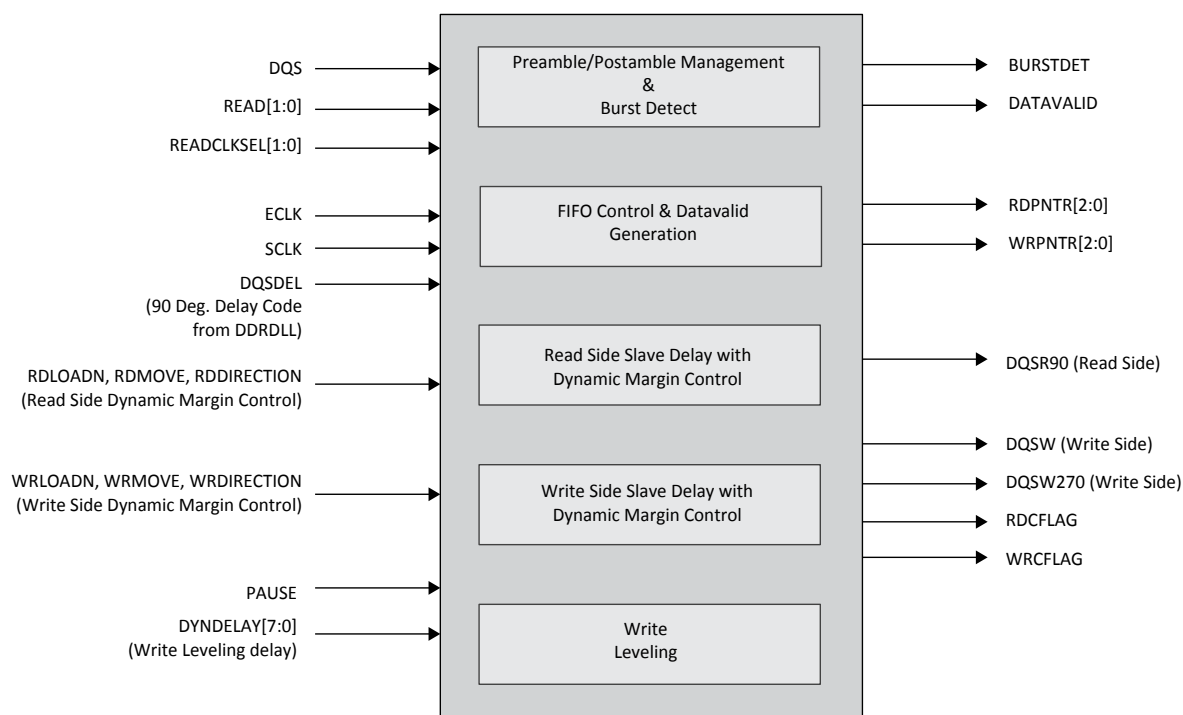 DQS
READ[1:0]
READCLKSEL[1:0]
ECLK
SCLK
DQSDEL
(90 Deg. Delay Code
from DDRDLL)
RDLOADN, RDMOVE, RDDIRECTION
(Read Side Dynamic Margin Control)
WRLOADN, WRMOVE, WRDIRECTION
(Write Side Dynamic Margin Control)
PAUSE
DYNDELAY[7:0]
(Write Leveling delay)
Preamble/Postamble Management
&
Burst Detect
FIFO Control & Datavalid
Generation
Read Side Slave Delay with
Dynamic Margin Control
Write Side Slave Delay with
Dynamic Margin Control
Write
Leveling
BURSTDET
DATAVALID
RDPNTR[2:0]
WRPNTR[2:0]
DQSR90 (Read Side)
DQSW (Write Side)
DQSW270 (Write Side)
RDCFLAG
WRCFLAG